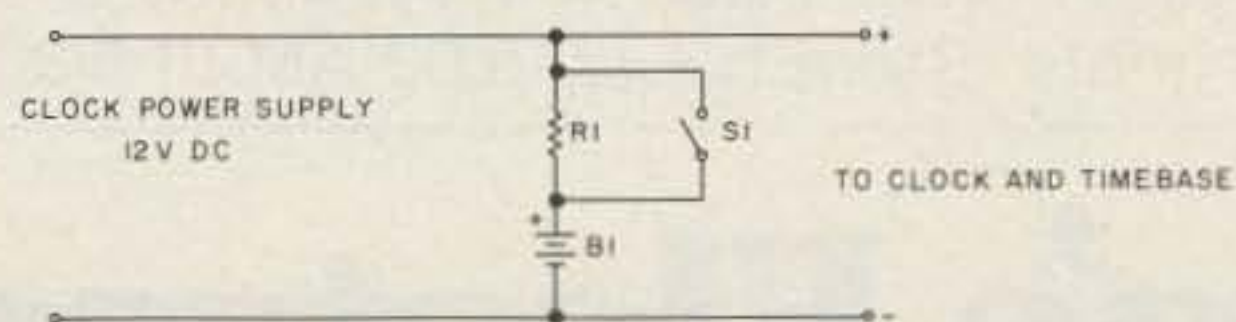 +
CLOCK POWER SUPPLY
12V DC
R1
S1
TO CLOCK AND TIMEBASE
+
B1
-